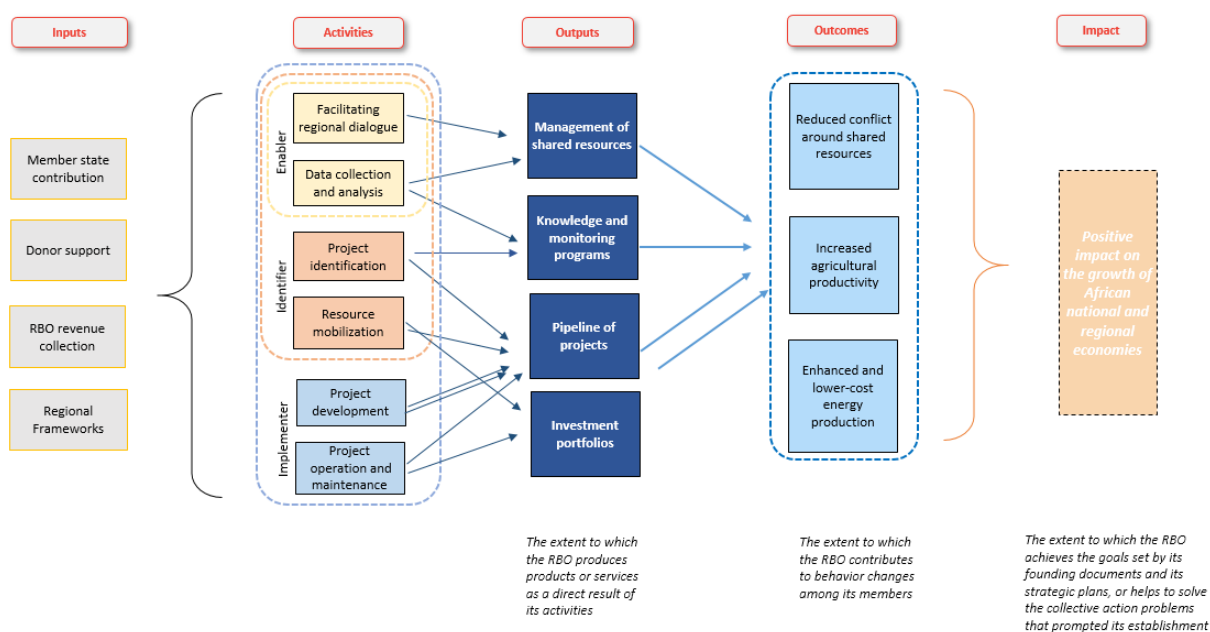 Inputs
Activities
Outputs
Outcomes
Impact
Member state
contribution
Donor support
RBO revenue
collection
Regional
Frameworks
Enabler
Facilitating
regional dialogue
Data collection
and analysis
Identifier
Project
identification
Resource
mobilization
Implementer
Project
development
Project
operation and
maintenance
Management of
shared resources
Knowledge and
monitoring
programs
Pipeline of
projects
Investment
portfolios
Reduced conflict
around shared
resources
Increased
agricultural
productivity
Enhanced and
lower-cost
energy
production
Positive
impact on
the growth of
African
national and
regional
economies
The extent to which
the RBO produces
products or services
as a direct result of
its activities
The extent to which
the RBO contributes
to behavior changes
among its members
The extent to which the RBO
achieves the goals set by its
founding documents and its
strategic plans, or helps to solve
the collective action problems
that prompted its establishment